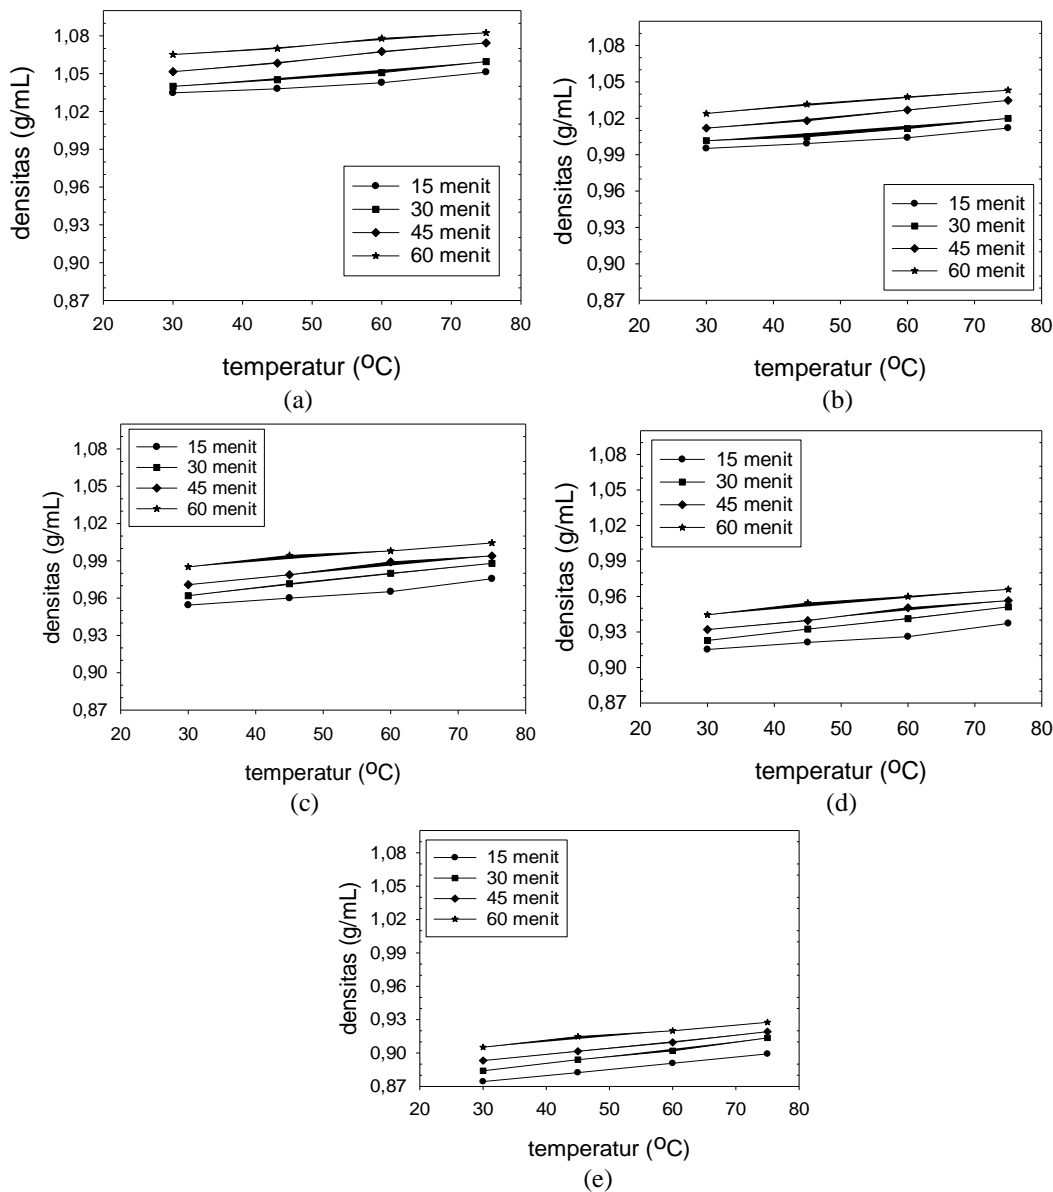 1,08
1,05
1,02
0,99
0,96
0,93
0,90
0,87
densitas (g/mL)
15 menit
30 menit
45 menit
60 menit
20 30 40 50 60 70 80
temperatur (OC)
(a)
1,08
1,05
1,02
0,99
0,96
0,93
0,90
0,87
densitas (g/mL)
15 menit
30 menit
45 menit
60 menit
20 30 40 50 60 70 80
temperatur (OC)
(b)
1,08
1,05
1,02
0,99
0,96
0,93
0,90
0,87
densitas (g/mL)
15 menit
30 menit
45 menit
60 menit
20 30 40 50 60 70 80
temperatur (OC)
(c)
1,08
1,05
1,02
0,99
0,96
0,93
0,90
0,87
densitas (g/mL)
15 menit
30 menit
45 menit
60 menit
20 30 40 50 60 70 80
temperatur (OC)
(d)
1,08
1,05
1,02
0,99
0,96
0,93
0,90
0,87
densitas (g/mL)
15 menit
30 menit
45 menit
60 menit
20 30 40 50 60 70 80
temperatur (OC)
(e)